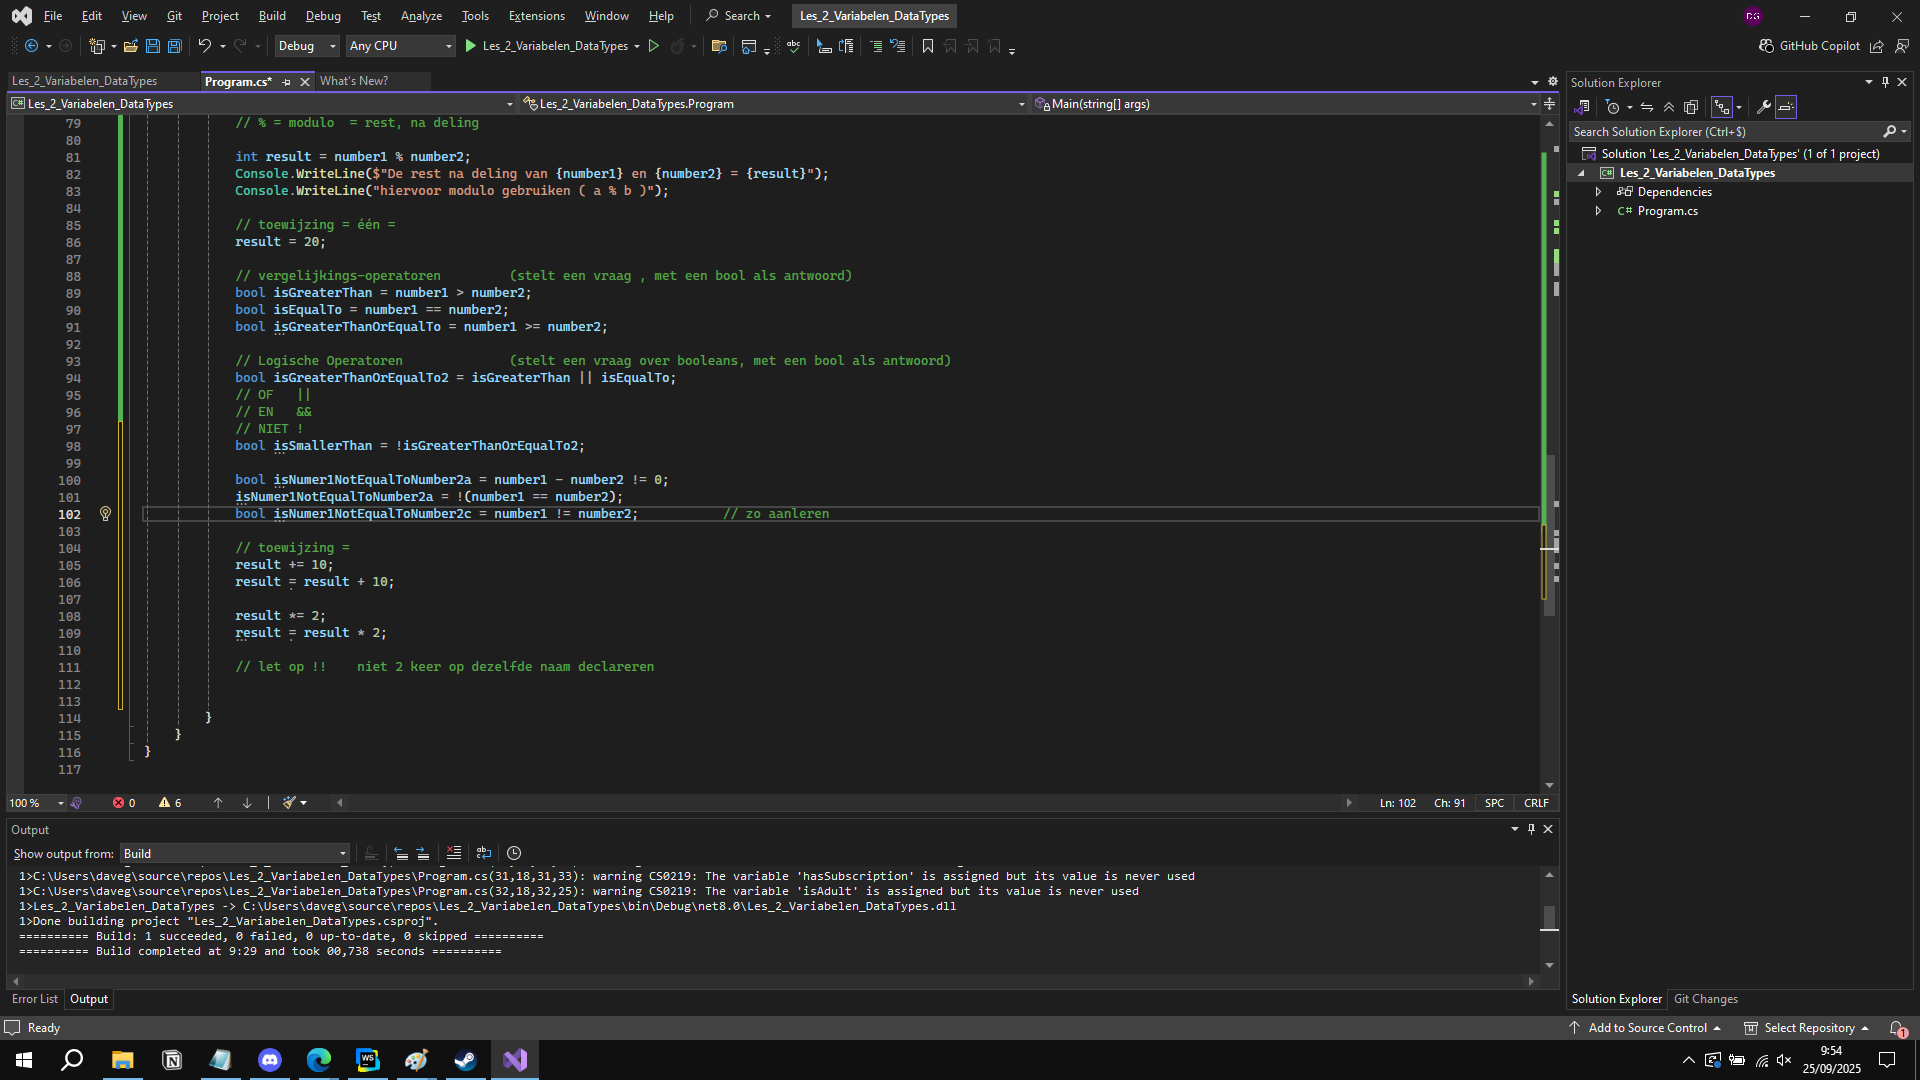 File Edit View Git Project Build Debug Test Analyze Tools Extensions Window Help Search Les_2_Variabelen_DataTypes DG
Debug Any CPU Les_2_Variabelen_DataTypes GitHub Copilot
Les_2_Variabelen_DataTypes Program.cs* What's New?
Les_2_Variabelen_DataTypes Les_2_Variabelen_DataTypes.Program Main(string[] args)
79 // % = modulo  = rest, na deling
80
81 int result = number1 % number2;
82 Console.WriteLine($"De rest na deling van {number1} en {number2} = {result}");
83 Console.WriteLine("hiervoor modulo gebruiken ( a % b )");
84
85 // toewijzing = één =
86 result = 20;
87
88 // vergelijkings-operatoren         (stelt een vraag , met een bool als antwoord)
89 bool isGreaterThan = number1 > number2;
90 bool isEqualTo = number1 == number2;
91 bool isGreaterThanOrEqualTo = number1 >= number2;
92
93 // Logische Operatoren              (stelt een vraag over booleans, met een bool als antwoord)
94 bool isGreaterThanOrEqualTo2 = isGreaterThan || isEqualTo;
95 // OF   ||
96 // EN   &&
97 // NIET !
98 bool isSmallerThan = !isGreaterThanOrEqualTo2;
99
100 bool isNumer1NotEqualToNumber2a = number1 - number2 != 0;
101 isNumer1NotEqualToNumber2a = !(number1 == number2);
102 bool isNumer1NotEqualToNumber2c = number1 != number2;           // zo aanleren
103
104 // toewijzing =
105 result += 10;
106 result = result + 10;
107
108 result *= 2;
109 result = result * 2;
110
111 // let op !!    niet 2 keer op dezelfde naam declareren
112
113
114 }
115 }
116 }
117
100 % 0 6 Ln: 102 Ch: 91 SPC CRLF
Output
Show output from: Build
1>C:\Users\daveg\source\repos\Les_2_Variabelen_DataTypes\Program.cs(31,18,31,33): warning CS0219: The variable 'hasSubscription' is assigned but its value is never used
1>C:\Users\daveg\source\repos\Les_2_Variabelen_DataTypes\Program.cs(32,18,32,25): warning CS0219: The variable 'isAdult' is assigned but its value is never used
1>Les_2_Variabelen_DataTypes -> C:\Users\daveg\source\repos\Les_2_Variabelen_DataTypes\bin\Debug\net8.0\Les_2_Variabelen_DataTypes.dll
1>Done building project "Les_2_Variabelen_DataTypes.csproj".
========== Build: 1 succeeded, 0 failed, 0 up-to-date, 0 skipped ==========
========== Build completed at 9:29 and took 00,738 seconds ==========
Error List Output
Solution Explorer
Search Solution Explorer (Ctrl+$)
Solution 'Les_2_Variabelen_DataTypes' (1 of 1 project)
Les_2_Variabelen_DataTypes
Dependencies
C# Program.cs
Solution Explorer Git Changes
Ready Add to Source Control Select Repository 1
WS
9:54
25/09/2025